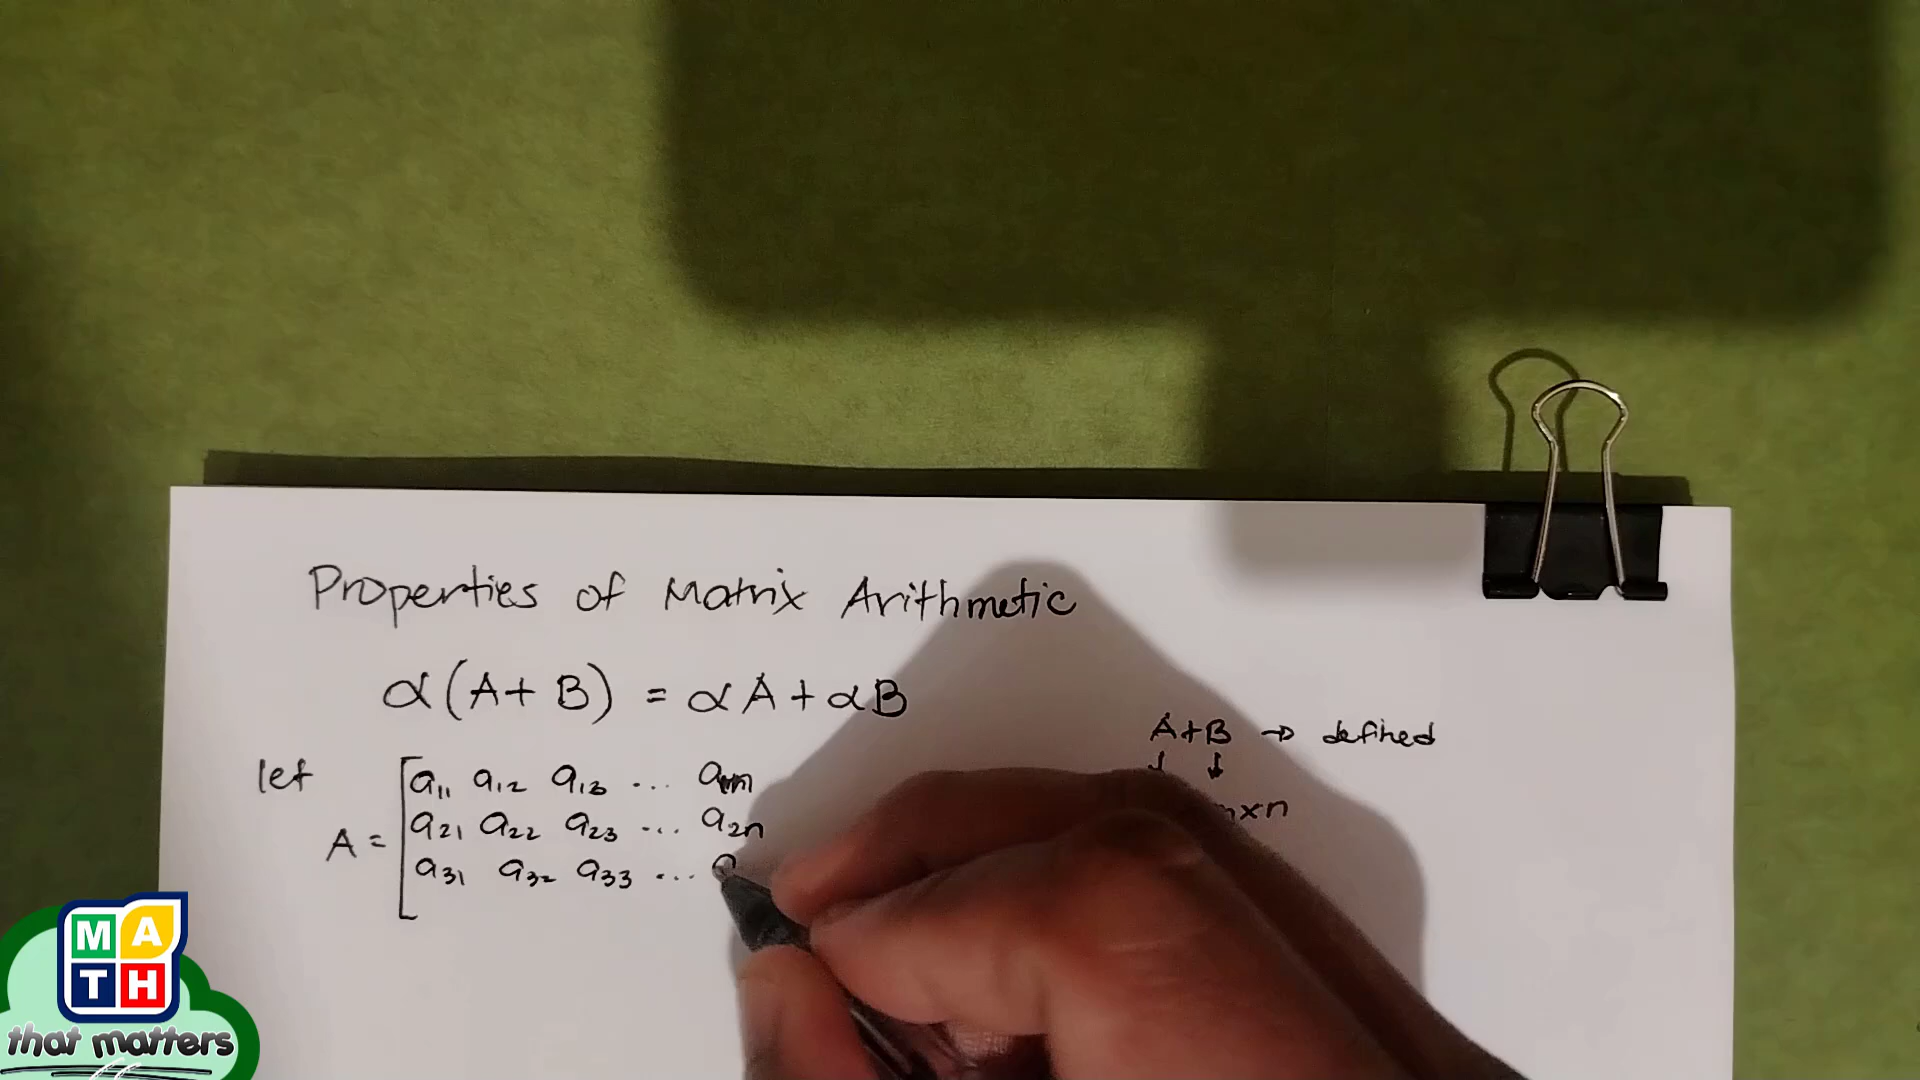 Properties of Matrix Arithmetic
α(A+B) = αA+αB
A+B → defined
let
A =
a11 a12 a13 ...
a21 a22 a23 ... a2n
a31 a32 a33 ...
MATH
that matters